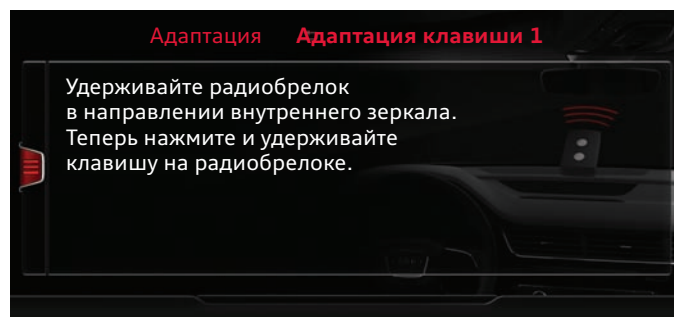 Адаптация Адаптация клавиши 1
Удерживайте радиобрелок
в направлении внутреннего зеркала.
Теперь нажмите и удерживайте
клавишу на радиобрелоке.